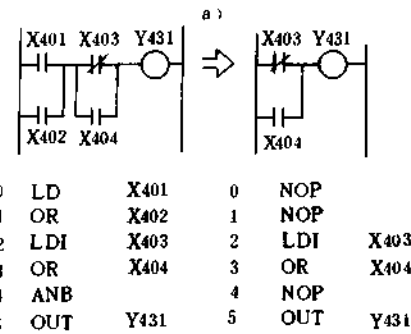 a)
X401 X403 Y431
X402 X404
X403 Y431
X404
0 LD X401
1 OR X402
2 LDI X403
3 OR X404
4 ANB
5 OUT Y431
0 NOP
1 NOP
2 LDI X403
3 OR X404
4 NOP
5 OUT Y431